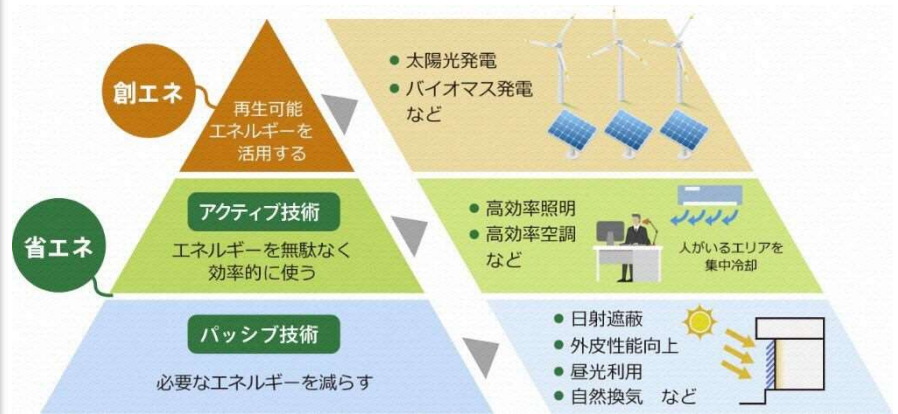 創エネ
再生可能
エネルギーを
活用する
● 太陽光発電
● バイオマス発電
など
省エネ
アクティブ技術
エネルギーを無駄なく
効率的に使う
● 高効率照明
● 高効率空調
など
人がいるエリアを
集中冷却
パッシブ技術
必要なエネルギーを減らす
● 日射遮蔽
● 外皮性能向上
● 昼光利用
● 自然換気 など